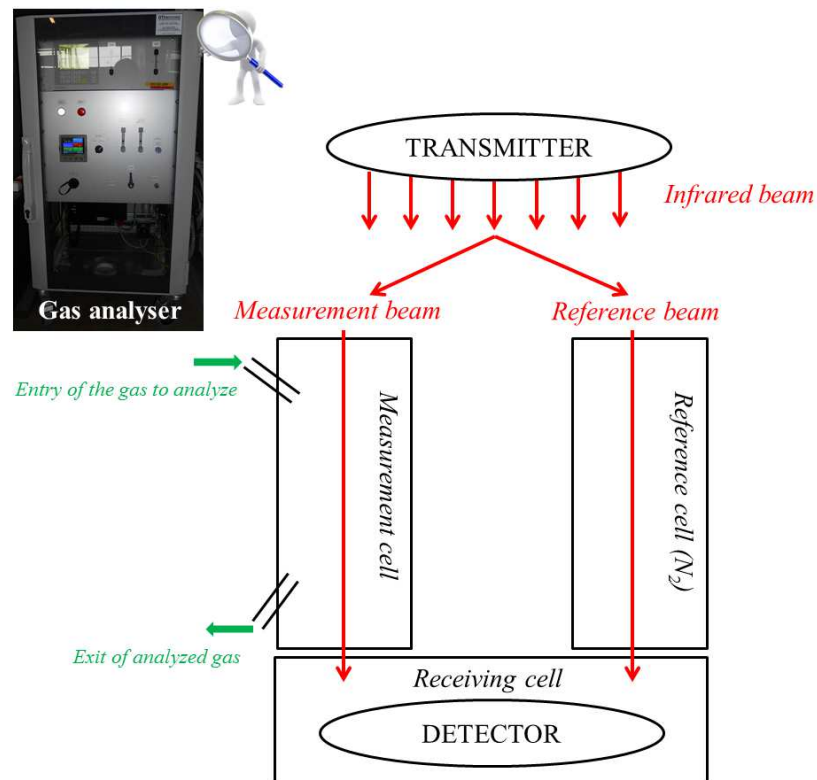 TRANSMITTER
Infrared beam
Gas analyser
Measurement beam
Reference beam
Entry of the gas to analyze
Measurement cell
Reference cell (N₂)
Exit of analyzed gas
Receiving cell
DETECTOR